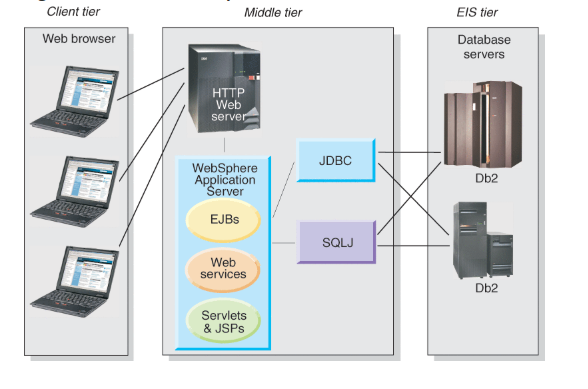 Client tier
Middle tier
EIS tier
Web browser
HTTP
Web
server
WebSphere
Application
Server
EJBs
Web
services
Servlets
& JSPs
JDBC
SQLJ
Database
servers
Db2
Db2